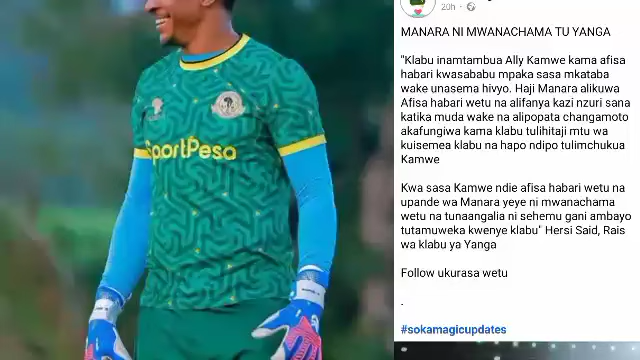 SportPesa
20h
MANARA NI MWANACHAMA TU YANGA
"Klabu inamtambua Ally Kamwe kama afisa
habari kwasababu mpaka sasa mkataba
wake unasema hivyo. Haji Manara alikuwa
Afisa habari wetu na alifanya kazi nzuri sana
katika muda wake na alipopata changamoto
akafungiwa kama klabu tulihitaji mtu wa
kuisemea klabu na hapo ndipo tulimchukua
Kamwe
Kwa sasa Kamwe ndie afisa habari wetu na
upande wa Manara yeye ni mwanachama
wetu na tunaangalia ni sehemu gani ambayo
tutamuweka kwenye klabu" Hersi Said, Rais
wa klabu ya Yanga
Follow ukurasa wetu
.
#sokamagicupdates